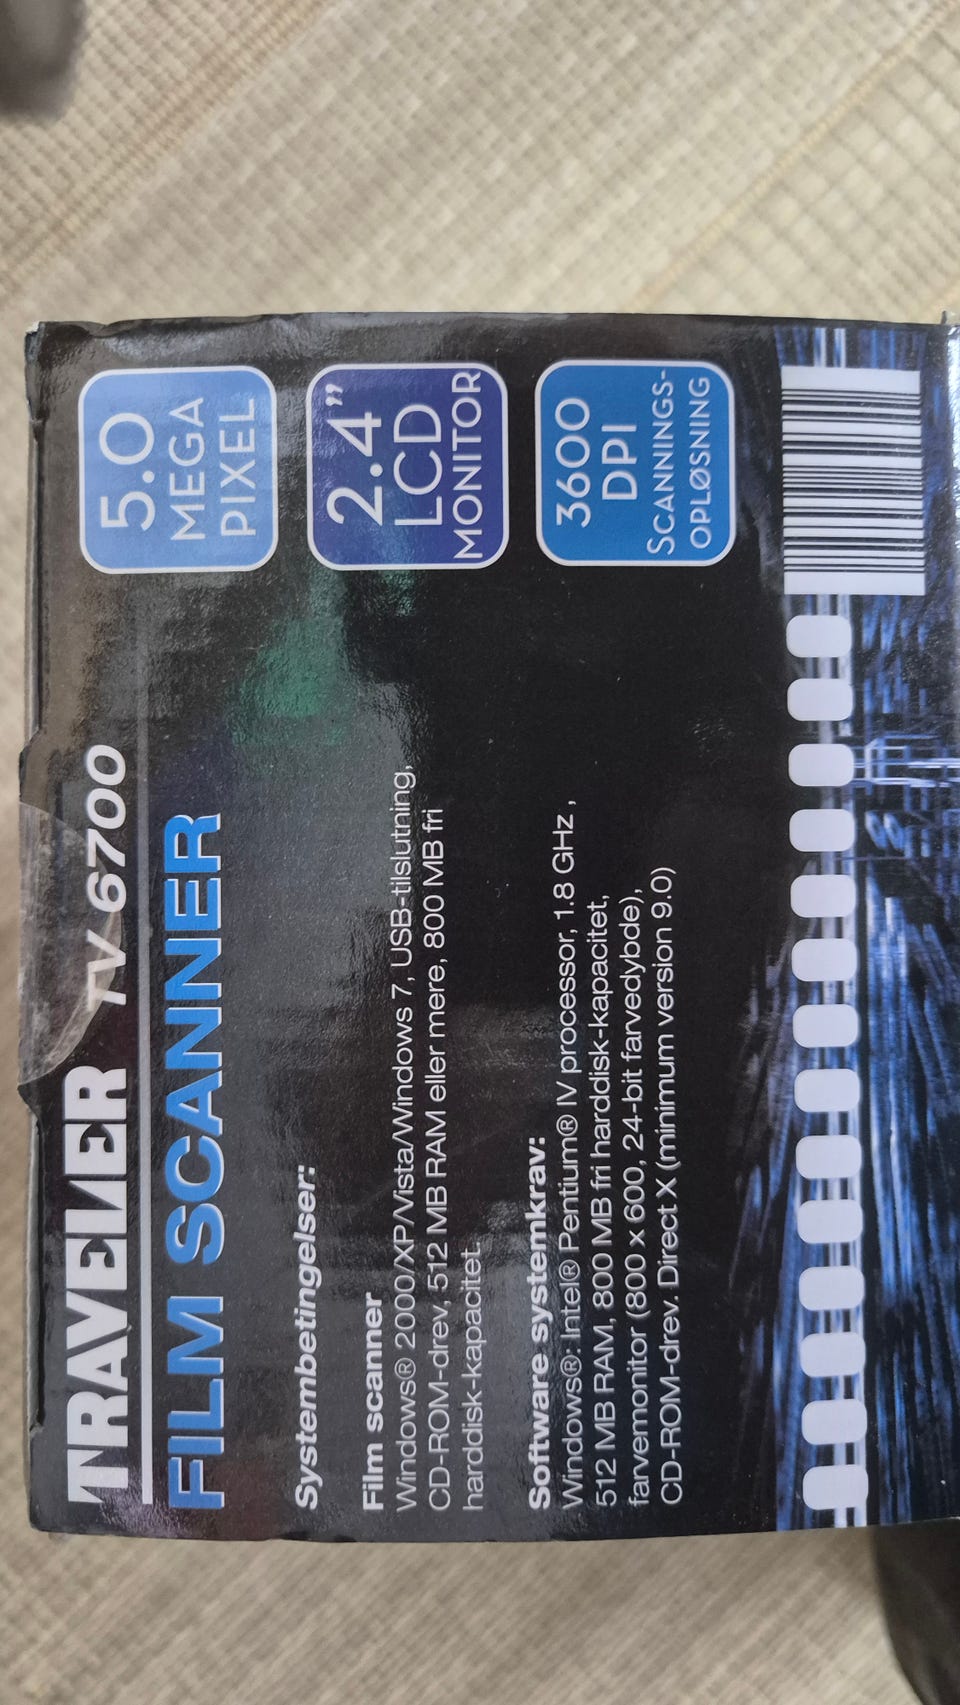 TRAVELER TV 6700
FILM SCANNER
Systembetingelser:
Film scanner
Windows® 2000/XP/Vista/Windows 7, USB-tilslutning,
CD-ROM-drev, 512 MB RAM eller mere, 800 MB fri
harddisk-kapacitet.
Software systemkrav:
Windows®: Intel® Pentium® IV processor, 1.8 GHz ,
512 MB RAM, 800 MB fri harddisk-kapacitet,
farvemonitor (800 x 600, 24-bit farvedybde),
CD-ROM-drev. Direct X (minimum version 9.0)
5.0
MEGA
PIXEL
2.4"
LCD
MONITOR
3600
DPI
SCANNINGS-
OPLØSNING